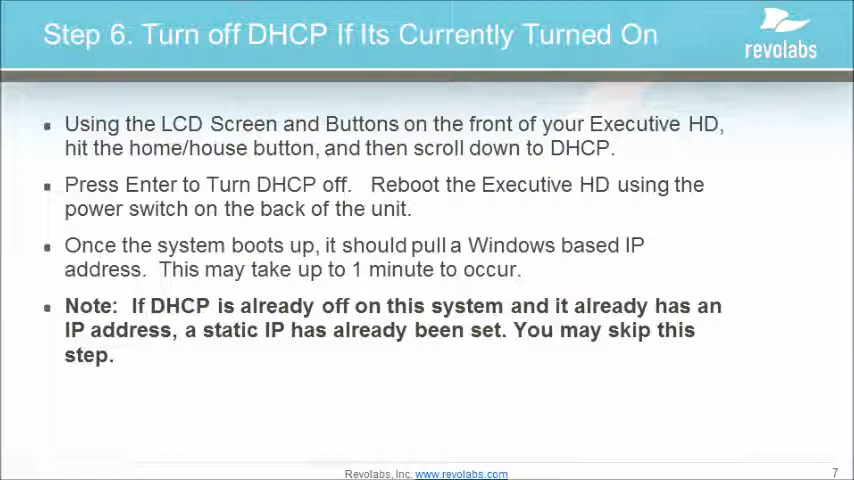 Step 6. Turn off DHCP If Its Currently Turned On
revolabs
Using the LCD Screen and Buttons on the front of your Executive HD,
hit the home/house button, and then scroll down to DHCP.
Press Enter to Turn DHCP off. Reboot the Executive HD using the
power switch on the back of the unit.
Once the system boots up, it should pull a Windows based IP
address. This may take up to 1 minute to occur.
Note: If DHCP is already off on this system and it already has an
IP address, a static IP has already been set. You may skip this
step.
Revolabs, Inc. www.revolabs.com
7